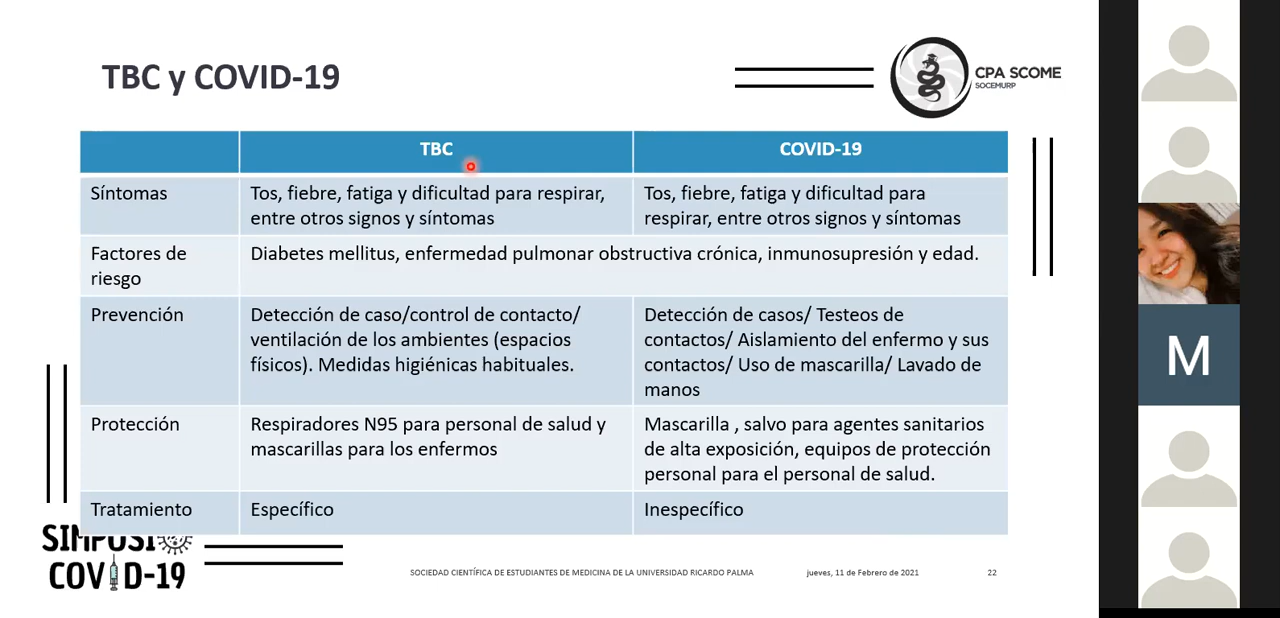 TBC y COVID-19
CPA SCOME
SOCEMURP
TBC COVID-19
Síntomas
Tos, fiebre, fatiga y dificultad para respirar,
entre otros signos y síntomas
Tos, fiebre, fatiga y dificultad para
respirar, entre otros signos y síntomas
Factores de
riesgo
Diabetes mellitus, enfermedad pulmonar obstructiva crónica, inmunosupresión y edad.
Prevención
Detección de caso/control de contacto/
ventilación de los ambientes (espacios
físicos). Medidas higiénicas habituales.
Detección de casos/ Testeos de
contactos/ Aislamiento del enfermo y sus
contactos/ Uso de mascarilla/ Lavado de
manos
Protección
Respiradores N95 para personal de salud y
mascarillas para los enfermos
Mascarilla , salvo para agentes sanitarios
de alta exposición, equipos de protección
personal para el personal de salud.
Tratamiento
Específico
Inespecífico
SIMPOSI
COVID-19
SOCIEDAD CIENTÍFICA DE ESTUDIANTES DE MEDICINA DE LA UNIVERSIDAD RICARDO PALMA
jueves, 11 de Febrero de 2021
22
M